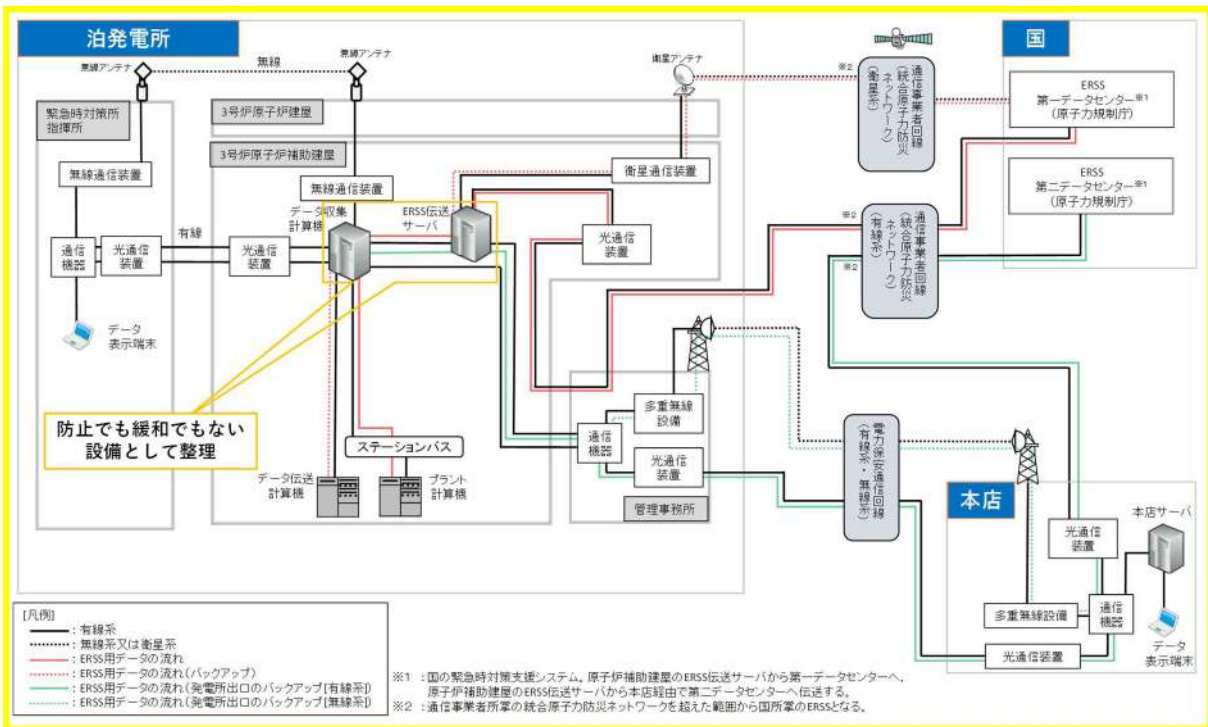 泊発電所
無線アンテナ
無線
無線アンテナ
衛星アンテナ
緊急時対策所
指揮所
3号炉原子炉建屋
3号炉原子炉補助建屋
無線通信装置
無線通信装置
衛星通信装置
データ収集
計算機
ERSS伝送
サーバ
有線
通信
機器
光通信
装置
光通信
装置
光通信
装置
データ
表示端末
防止でも緩和でもない
設備として整理
ステーションバス
データ伝送
計算機
プラント
計算機
多重無線
設備
通信
機器
光通信
装置
管理事務所
※2
通信事業者回線
(統合原子力防災
ネットワーク)
(衛星系)
※2
※2
通信事業者回線
(統合原子力防災
ネットワーク)
(有線系)
電力保安通信回線
(有線系・無線系)
国
ERSS
第一データセンター※1
(原子力規制庁)
ERSS
第二データセンター※1
(原子力規制庁)
本店
本店サーバ
光通信
装置
多重無線設備
通信
機器
光通信装置
データ
表示端末
[凡例]
:有線系
:無線系又は衛星系
:ERSS用データの流れ
:ERSS用データの流れ(バックアップ)
:ERSS用データの流れ(発電所出口のバックアップ[有線系])
:ERSS用データの流れ(発電所出口のバックアップ[無線系])
※1 :国の緊急時対策支援システム。原子炉補助建屋のERSS伝送サーバから第一データセンターへ、
原子炉補助建屋のERSS伝送サーバから本店経由で第二データセンターへ伝送する。
※2 :通信事業者所掌の統合原子力防災ネットワークを超えた範囲から国所掌のERSSとなる。